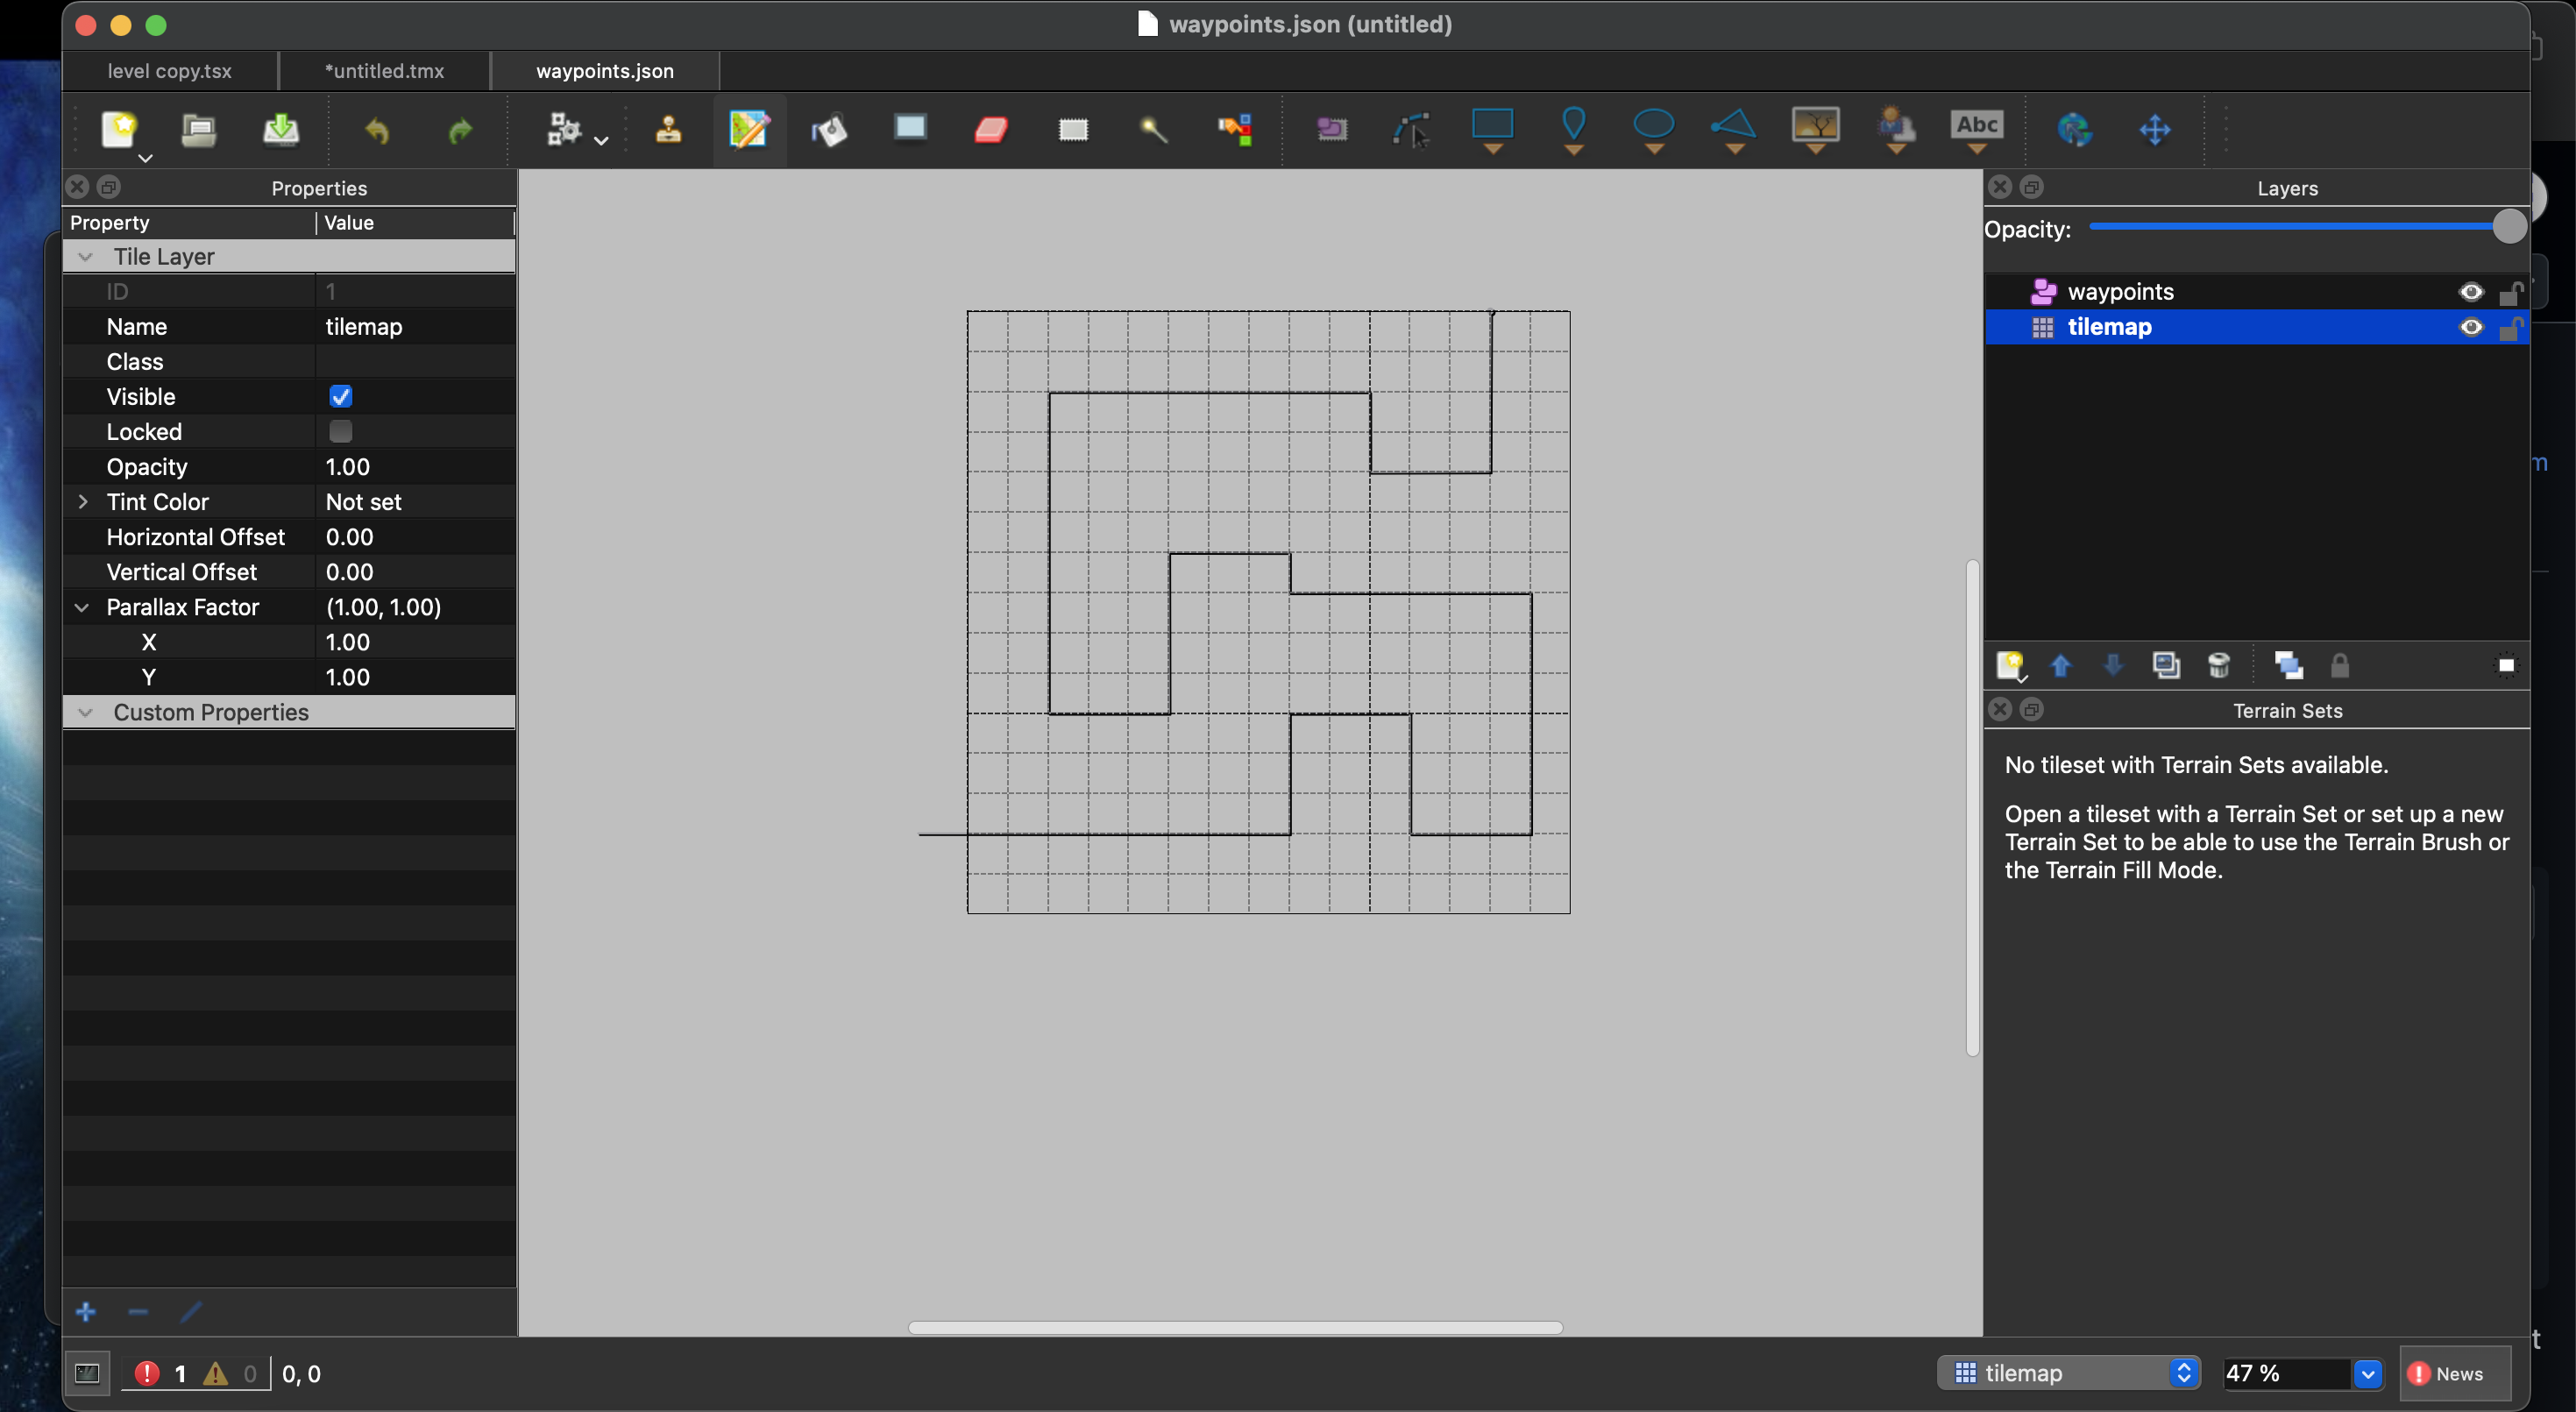 waypoints.json (untitled)
level copy.tsx
*untitled.tmx
waypoints.json
Abc
Properties
Property
Value
Tile Layer
ID
1
Name
tilemap
Class
Visible
Locked
Opacity
1.00
Tint Color
Not set
Horizontal Offset
0.00
Vertical Offset
0.00
Parallax Factor
(1.00, 1.00)
X
1.00
Y
1.00
Custom Properties
Layers
Opacity:
waypoints
tilemap
Terrain Sets
No tileset with Terrain Sets available.
Open a tileset with a Terrain Set or set up a new
Terrain Set to be able to use the Terrain Brush or
the Terrain Fill Mode.
m
t
1
0
0, 0
tilemap
47 %
News